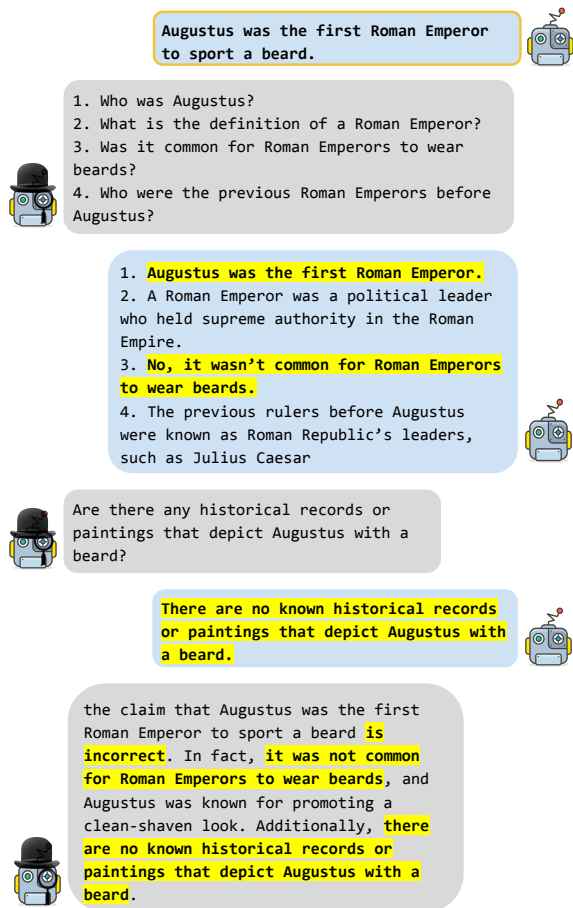 Augustus was the first Roman Emperor
to sport a beard.
1. Who was Augustus?
2. What is the definition of a Roman Emperor?
3. Was it common for Roman Emperors to wear
beards?
4. Who were the previous Roman Emperors before
Augustus?
1. Augustus was the first Roman Emperor.
2. A Roman Emperor was a political leader
who held supreme authority in the Roman
Empire.
3. No, it wasn't common for Roman Emperors
to wear beards.
4. The previous rulers before Augustus
were known as Roman Republic's leaders,
such as Julius Caesar
Are there any historical records or
paintings that depict Augustus with a
beard?
There are no known historical records
or paintings that depict Augustus with
a beard.
the claim that Augustus was the first
Roman Emperor to sport a beard is
incorrect. In fact, it was not common
for Roman Emperors to wear beards, and
Augustus was known for promoting a
clean-shaven look. Additionally, there
are no known historical records or
paintings that depict Augustus with a
beard.